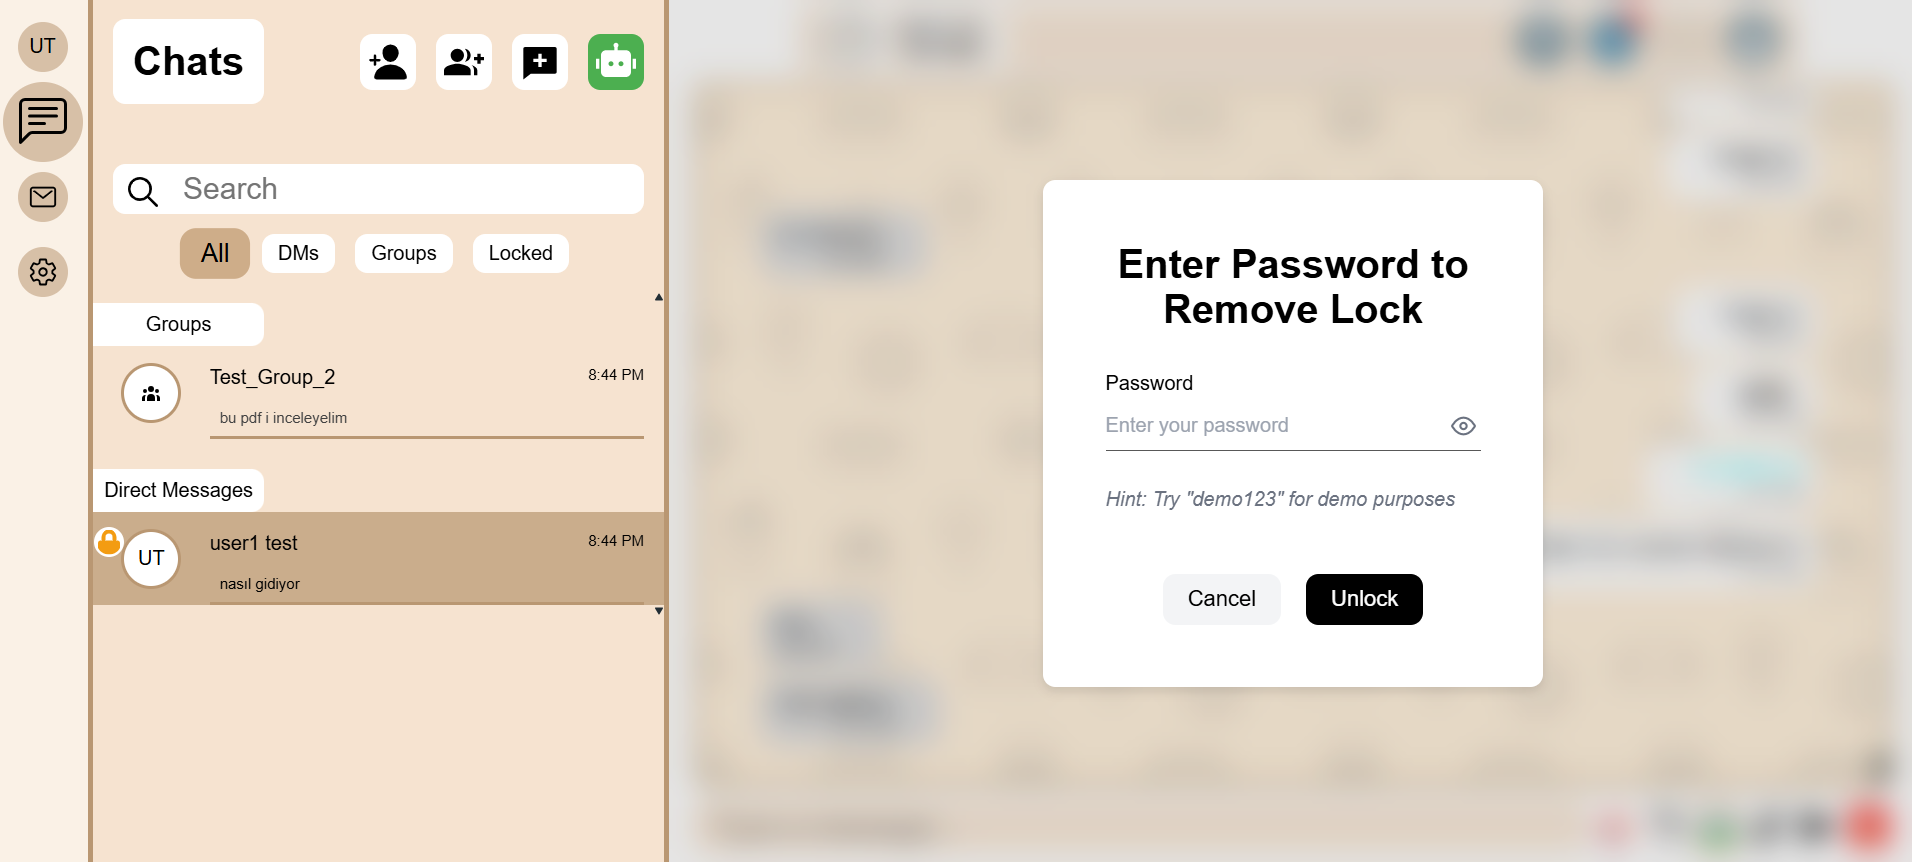 UT
Chats
Search
All
DMs
Groups
Locked
Groups
Test_Group_2
8:44 PM
bu pdf i inceleyelim
Direct Messages
UT
user1 test
8:44 PM
nasıl gidiyor
Enter Password to
Remove Lock
Password
Enter your password
Hint: Try "demo123" for demo purposes
Cancel
Unlock